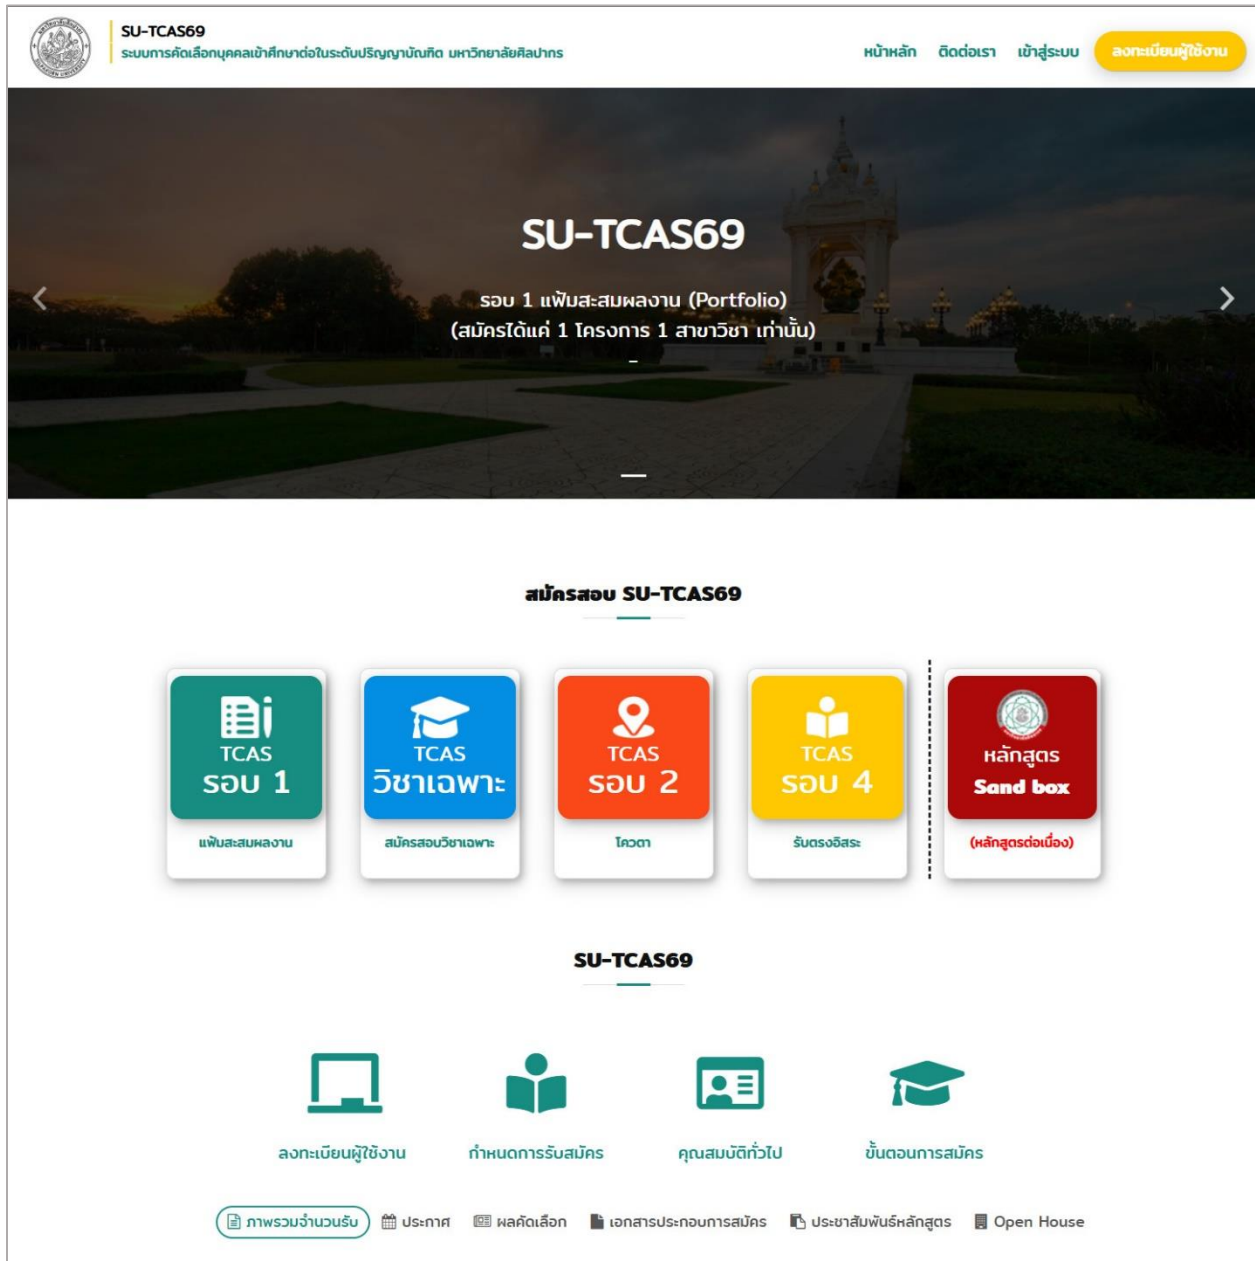 SU-TCAS69
ระบบการคัดเลือกบุคคลเข้าศึกษาต่อในระดับปริญญาบัณฑิต มหาวิทยาลัยศิลปากร
หน้าหลัก ติดต่อเรา เข้าสู่ระบบ ลงทะเบียนผู้ใช้งาน
SU-TCAS69
รอบ 1 แฟ้มสะสมผลงาน (Portfolio)
(สมัครได้แค่ 1 โครงการ 1 สาขาวิชา เท่านั้น)
-
สมัครสอบ SU-TCAS69
TCAS
รอบ 1
แฟ้มสะสมผลงาน
TCAS
วิชาเฉพาะ
สมัครสอบวิชาเฉพาะ
TCAS
รอบ 2
โควตา
TCAS
รอบ 4
รับตรงอิสระ
หลักสูตร
Sand box
(หลักสูตรต่อเนื่อง)
SU-TCAS69
ลงทะเบียนผู้ใช้งาน กำหนดการรับสมัคร คุณสมบัติทั่วไป ขั้นตอนการสมัคร
ภาพรวมจำนวนรับ ประกาศ ผลคัดเลือก เอกสารประกอบการสมัคร ประชาสัมพันธ์หลักสูตร Open House